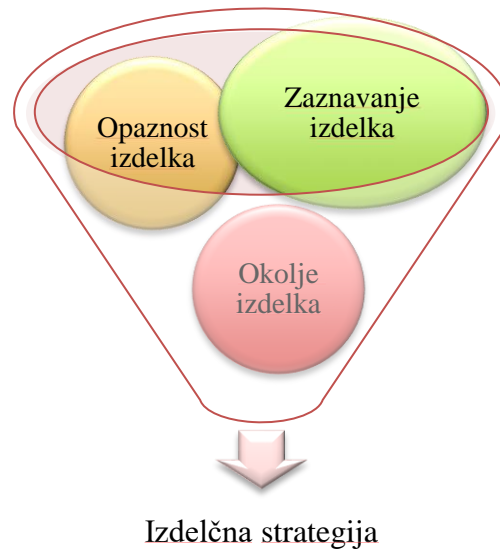 Opaznost
izdelka
Zaznavanje
izdelka
Okolje
izdelka
Izdelčna strategija